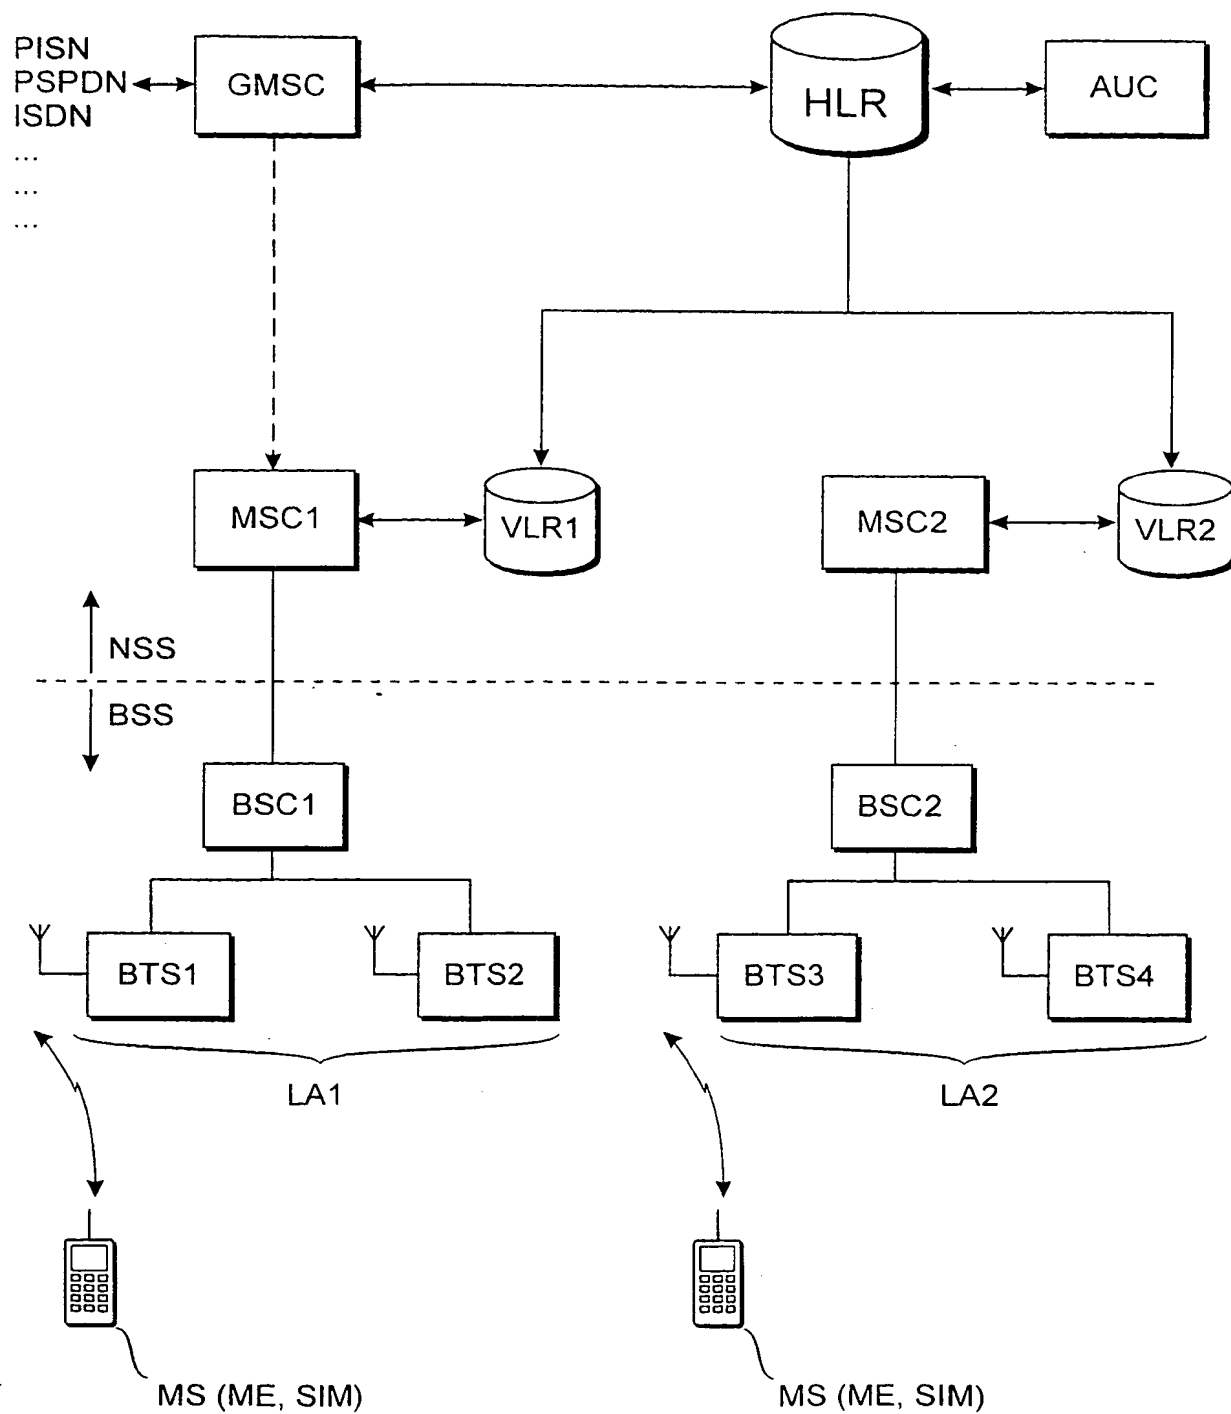 PISN
PSPDN
ISDN
...
...
...
GMSC
HLR
AUC
MSC1
VLR1
MSC2
VLR2
NSS
BSS
BSC1
BSC2
BTS1
BTS2
BTS3
BTS4
LA1
LA2
MS (ME, SIM)
MS (ME, SIM)